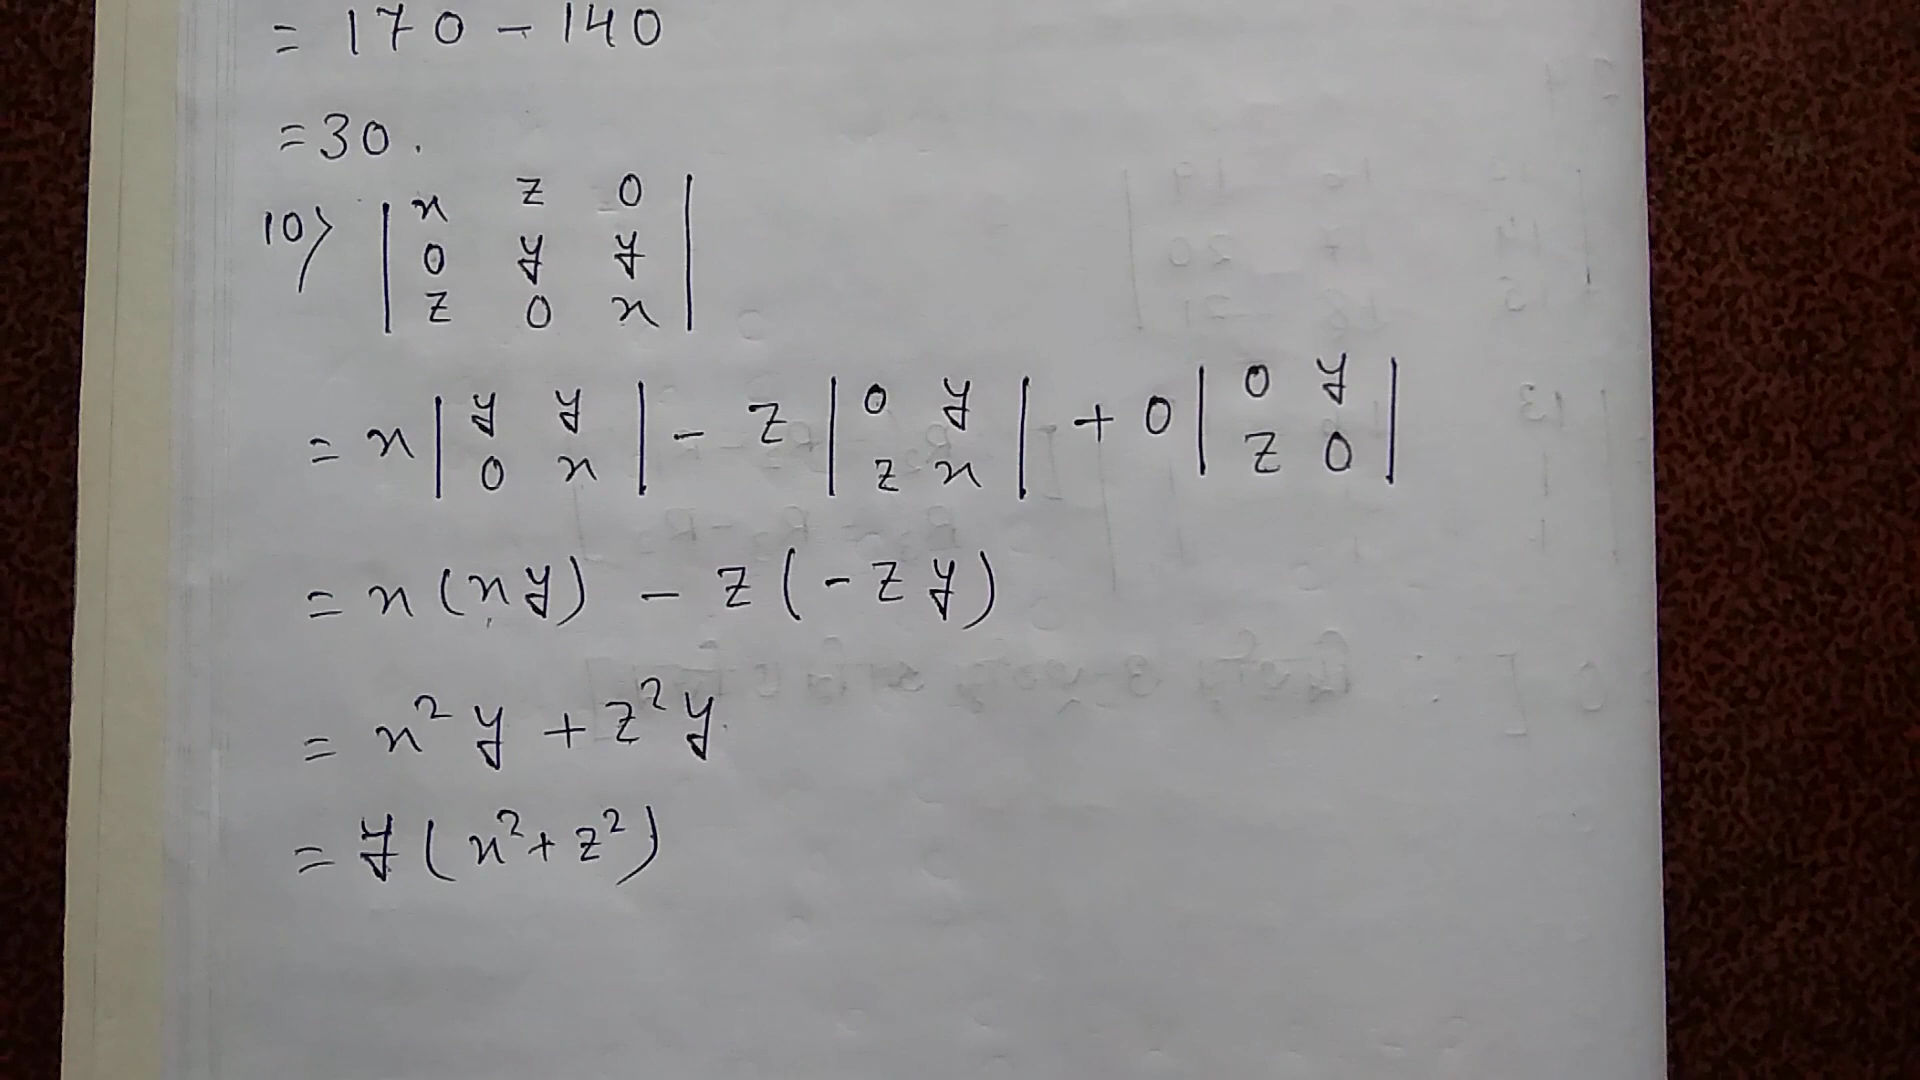 = 170 - 140
= 30.
10) | x z 0 |
| 0 y y |
| z 0 x |
= x | y y | - z | 0 y | + 0 | 0 y |
| 0 x | | z x | | z 0 |
= x (xy) - z (-zy)
= x² y + z² y
= y (x² + z²)